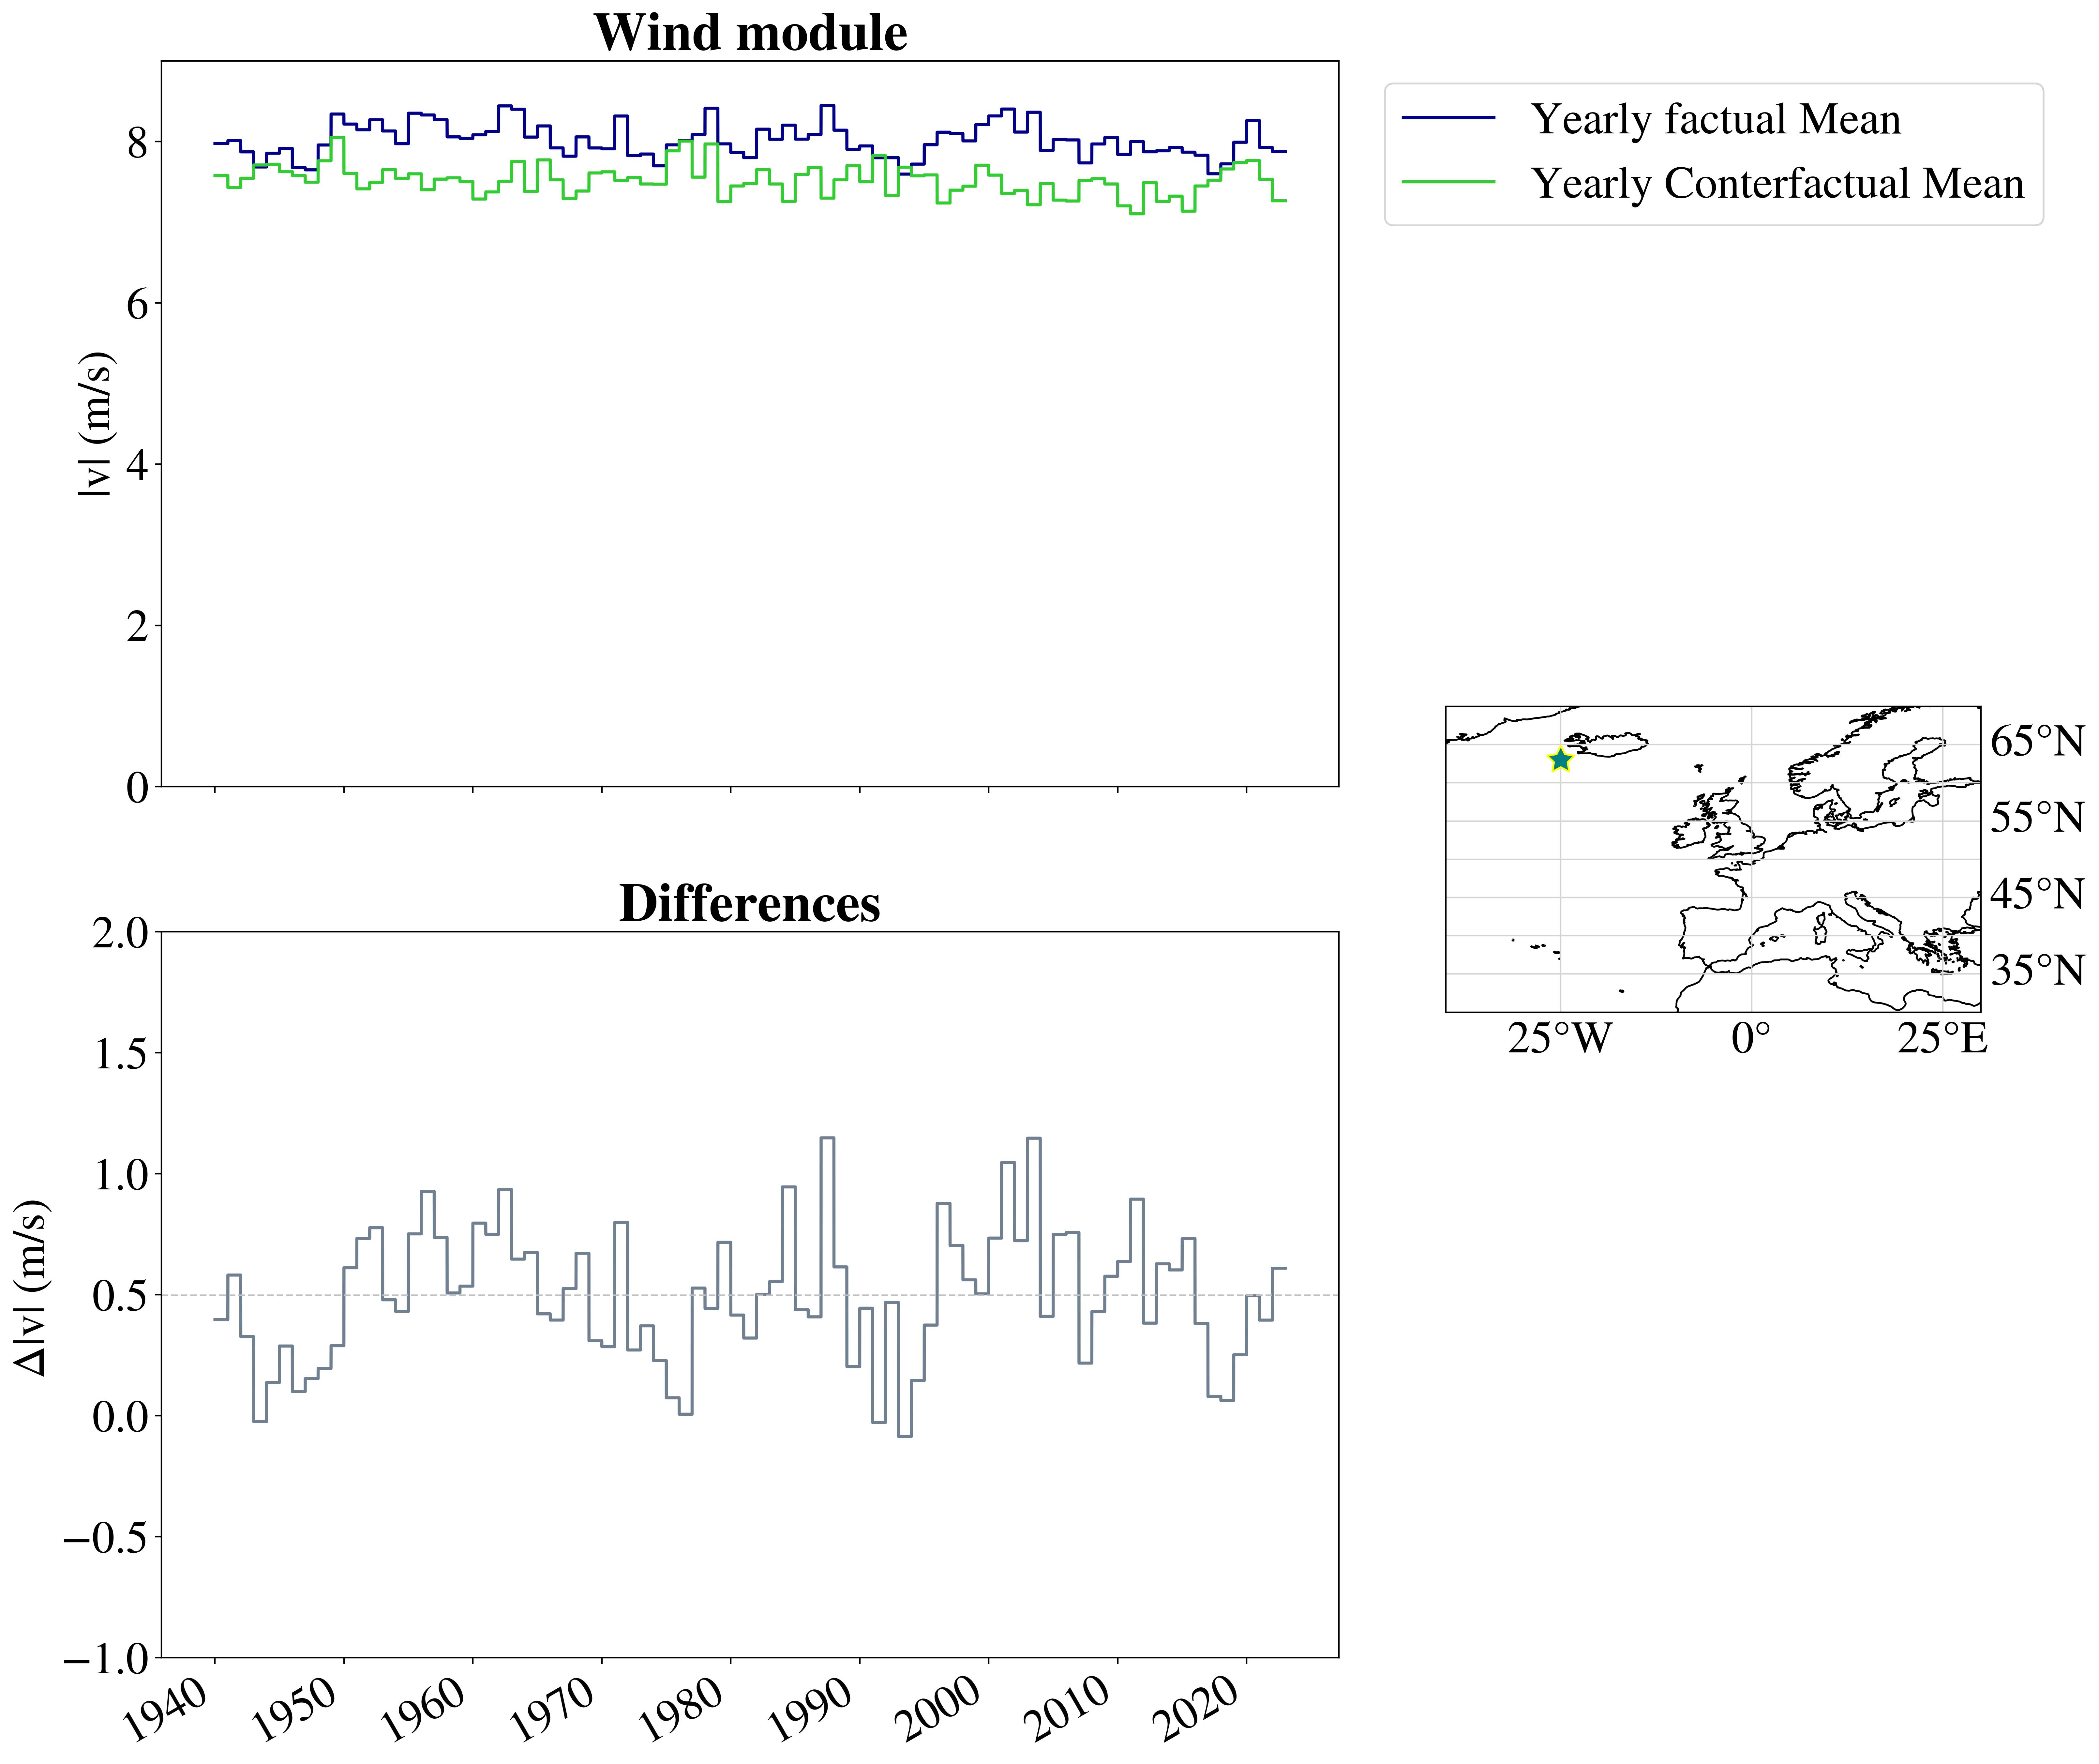 Wind module
8
6
4
2
0
|v| (m/s)
Yearly factual Mean
Yearly Conterfactual Mean
65°N
55°N
45°N
35°N
25°W 0° 25°E
Differences
2.0
1.5
1.0
0.5
0.0
−0.5
−1.0
Δ|v| (m/s)
1940 1950 1960 1970 1980 1990 2000 2010 2020